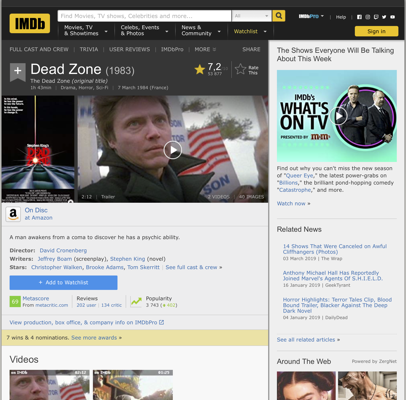 IMDb
Find Movies, TV shows, Celebrities and more...
All
IMDbPro
Help
Movies, TV & Showtimes
Celebs, Events & Photos
News & Community
Watchlist
Sign in
FULL CAST AND CREW | TRIVIA | USER REVIEWS | IMDbPro | MORE
SHARE
Dead Zone (1983)
The Dead Zone (original title)
1h 43min | Drama, Horror, Sci-Fi | 7 March 1984 (France)
7,2
Rate This
2:12 | Trailer
2 VIDEOS
40 IMAGES
On Disc
at Amazon
A man awakens from a coma to discover he has a psychic ability.
Director: David Cronenberg
Writers: Jeffrey Boam (screenplay), Stephen King (novel)
Stars: Christopher Walken, Brooke Adams, Tom Skerritt | See full cast & crew »
+ Add to Watchlist
Metascore
From metacritic.com
Reviews
202 user | 134 critic
Popularity
View production, box office, & company info on IMDbPro
7 wins & 4 nominations. See more awards »
Videos
The Shows Everyone Will Be Talking About This Week
IMDb's
WHAT'S
ON TV
PRESENTED BY m&m's
Find out why you can't miss the new season of "Queer Eye," the latest power-grabs on "Billions," the brilliant pond-hopping comedy "Catastrophe," and more.
Watch now »
Related News
14 Shows That Were Canceled on Awful Cliffhangers (Photos)
03 March 2019 | The Wrap
Anthony Michael Hall Has Reportedly Joined Marvel's Agents Of S.H.I.E.L.D.
16 January 2019 | GeekTyrant
Horror Highlights: Terror Tales Clip, Blood Bound Trailer, Blacker Against The Deep Dark Novel
04 January 2019 | DailyDead
See all related articles »
Around The Web
Powered by ZergNet